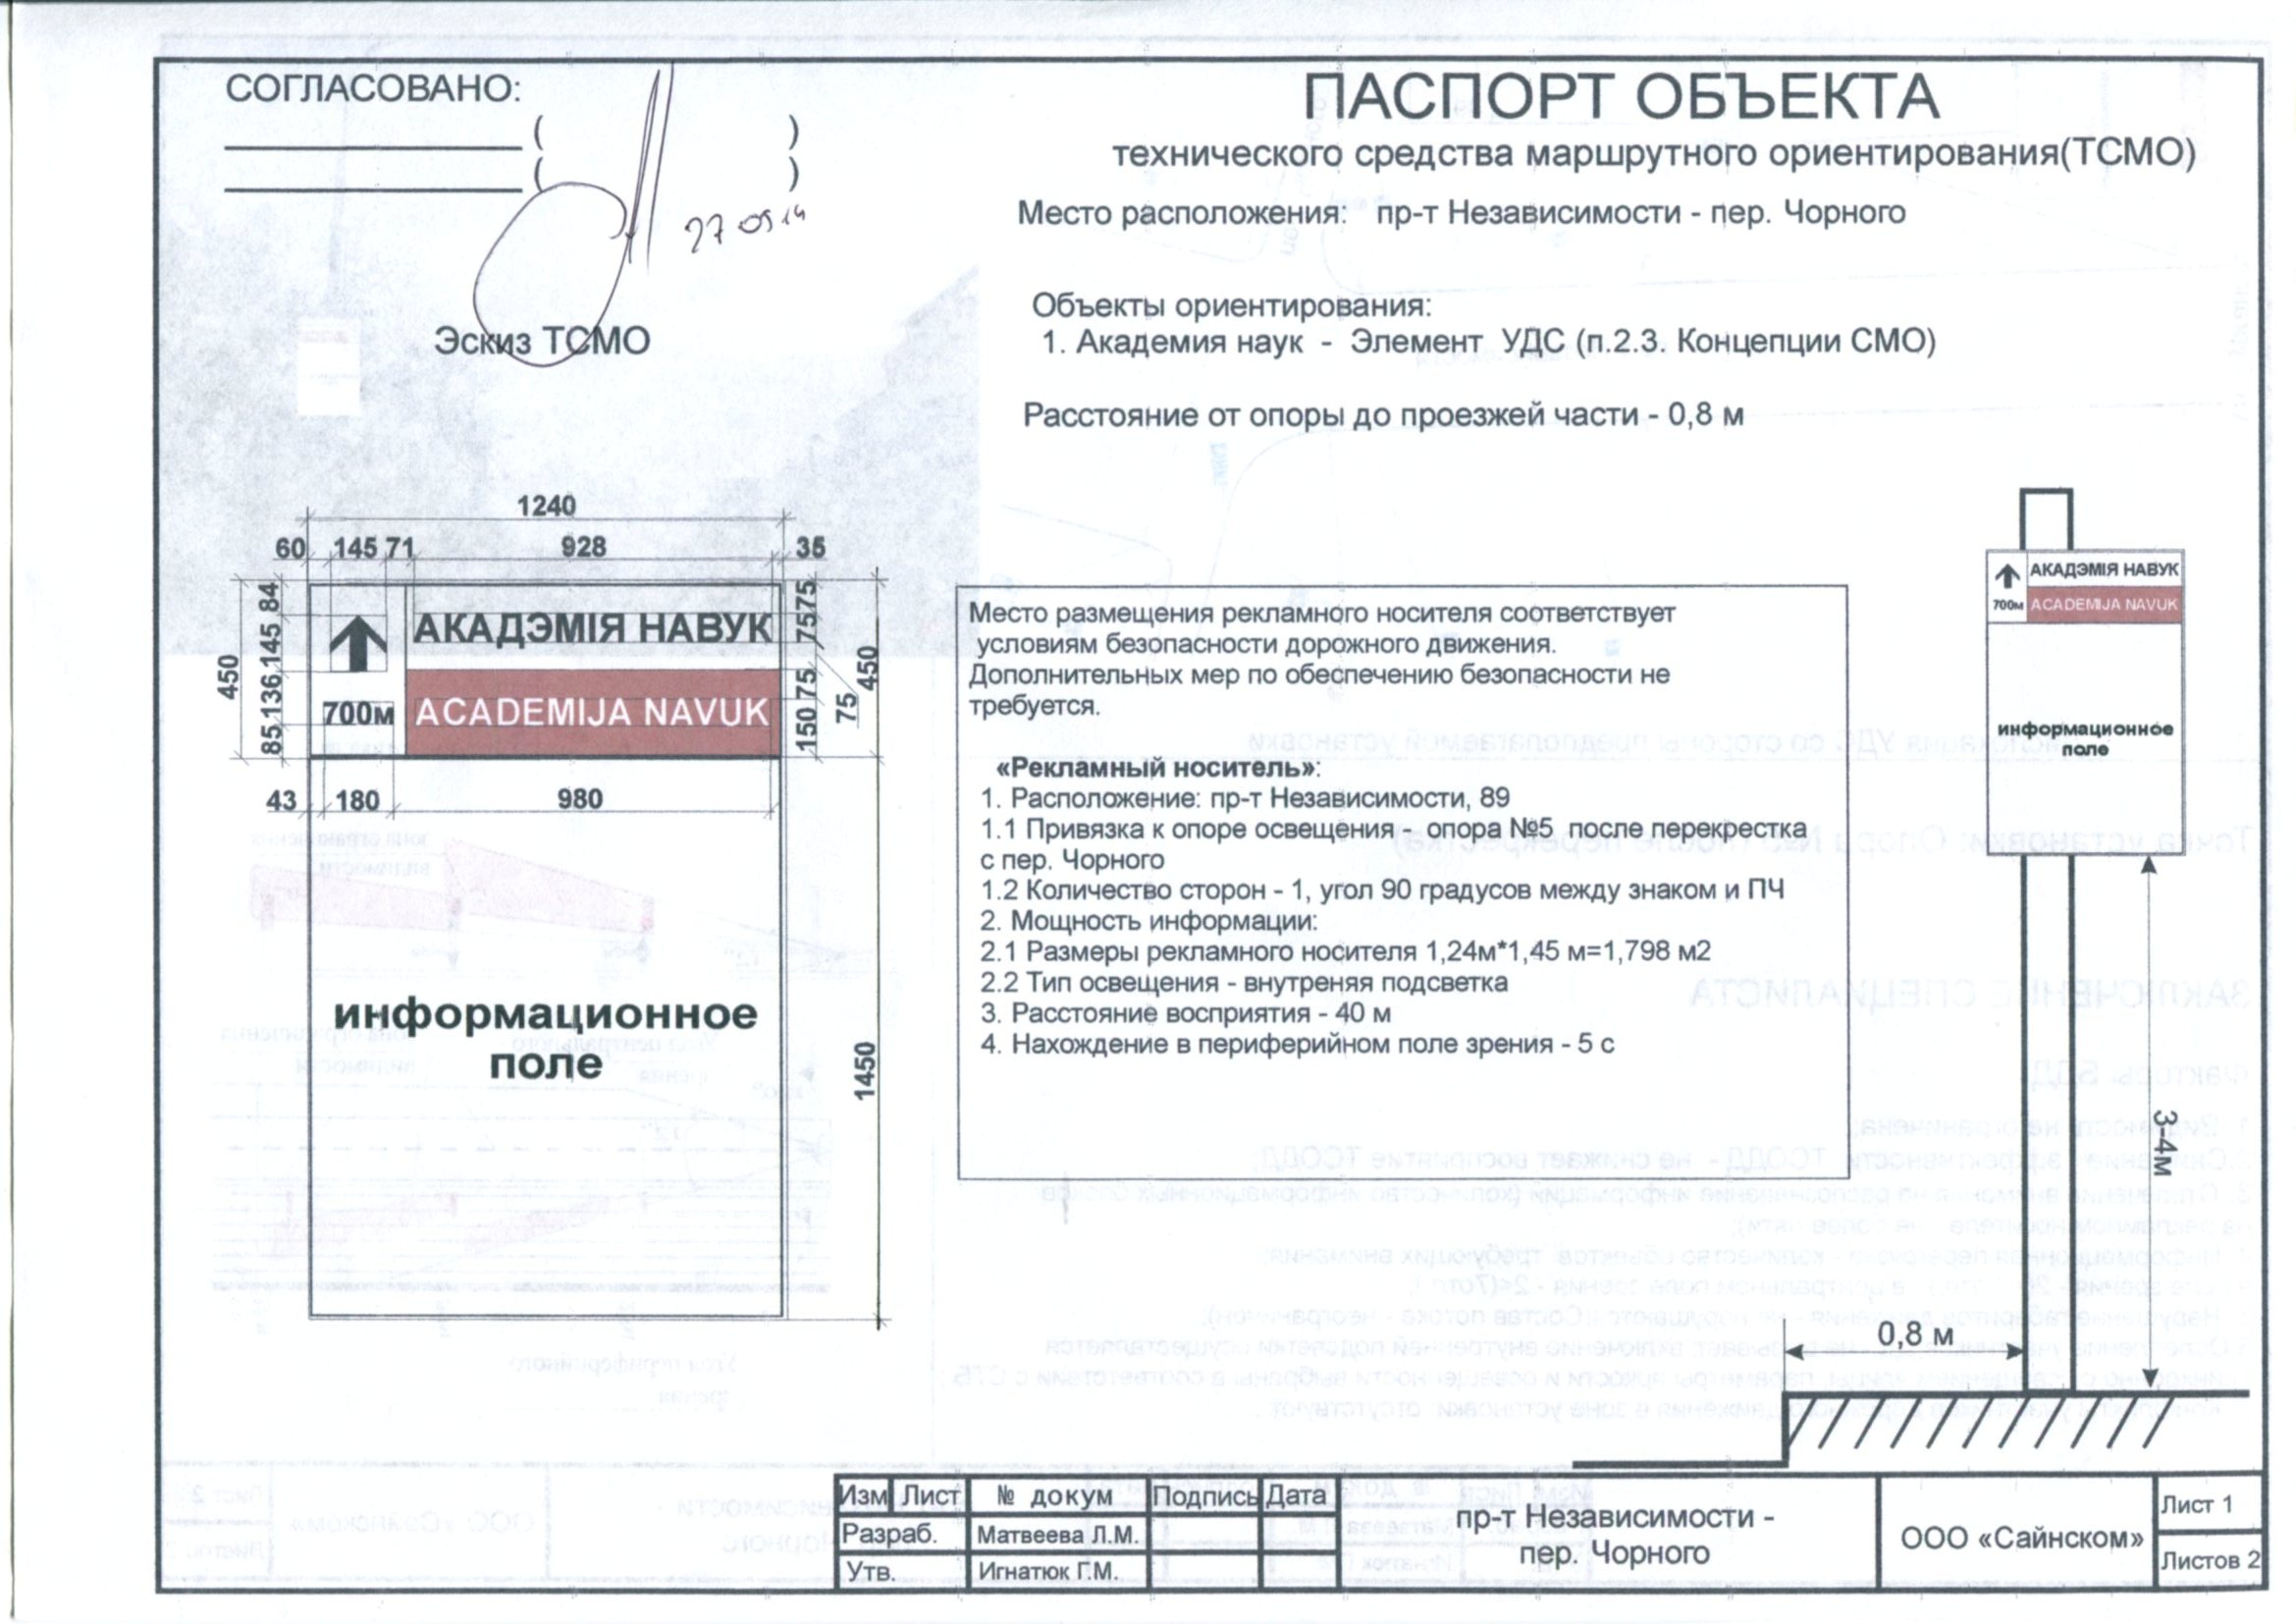 СОГЛАСОВАНО:
( )
( )
27 09 14
Эскиз ТСМО
ПАСПОРТ ОБЪЕКТА
технического средства маршрутного ориентирования(ТСМО)
Место расположения: пр-т Независимости - пер. Чорного
Объекты ориентирования:
1. Академия наук - Элемент УДС (п.2.3. Концепции СМО)
Расстояние от опоры до проезжей части - 0,8 м
1240
60 145 71 928 35
450
84
145
136
85
АКАДЭМІЯ НАВУК
700м ACADEMIJA NAVUK
75
75
75
150
75
450
43 180 980
информационное
поле
1450
Место размещения рекламного носителя соответствует
условиям безопасности дорожного движения.
Дополнительных мер по обеспечению безопасности не
требуется.
«Рекламный носитель»:
1. Расположение: пр-т Независимости, 89
1.1 Привязка к опоре освещения - опора №5 после перекрестка
с пер. Чорного
1.2 Количество сторон - 1, угол 90 градусов между знаком и ПЧ
2. Мощность информации:
2.1 Размеры рекламного носителя 1,24м*1,45 м=1,798 м2
2.2 Тип освещения - внутреняя подсветка
3. Расстояние восприятия - 40 м
4. Нахождение в периферийном поле зрения - 5 с
АКАДЭМІЯ НАВУК
700м ACADEMIJA NAVUK
информационное
поле
3-4м
0,8 м
Изм Лист № докум Подпись Дата
Разраб. Матвеева Л.М.
Утв. Игнатюк Г.М.
пр-т Независимости -
пер. Чорного
ООО «Сайнском»
Лист 1
Листов 2